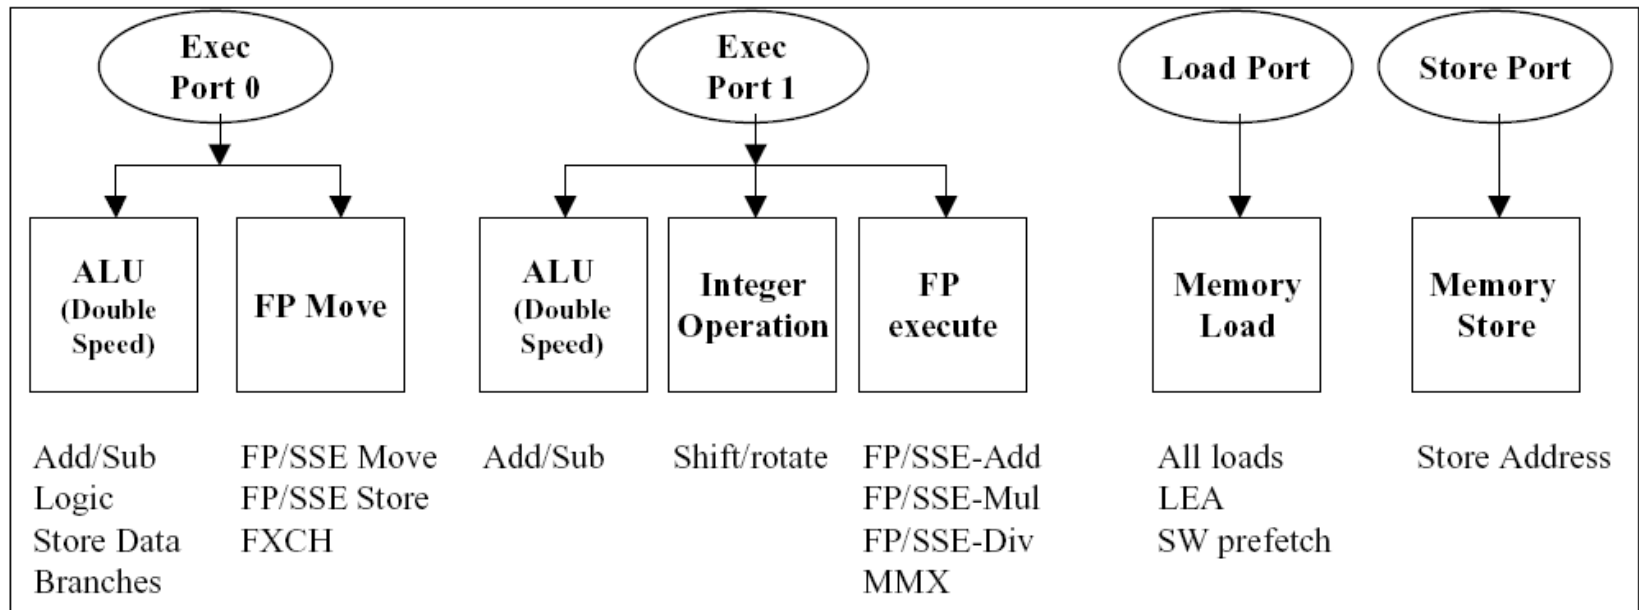 Exec
Port 0
Exec
Port 1
Load Port
Store Port
ALU
(Double
Speed)
FP Move
ALU
(Double
Speed)
Integer
Operation
FP
execute
Memory
Load
Memory
Store
Add/Sub
Logic
Store Data
Branches
FP/SSE Move
FP/SSE Store
FXCH
Add/Sub
Shift/rotate
FP/SSE-Add
FP/SSE-Mul
FP/SSE-Div
MMX
All loads
LEA
SW prefetch
Store Address